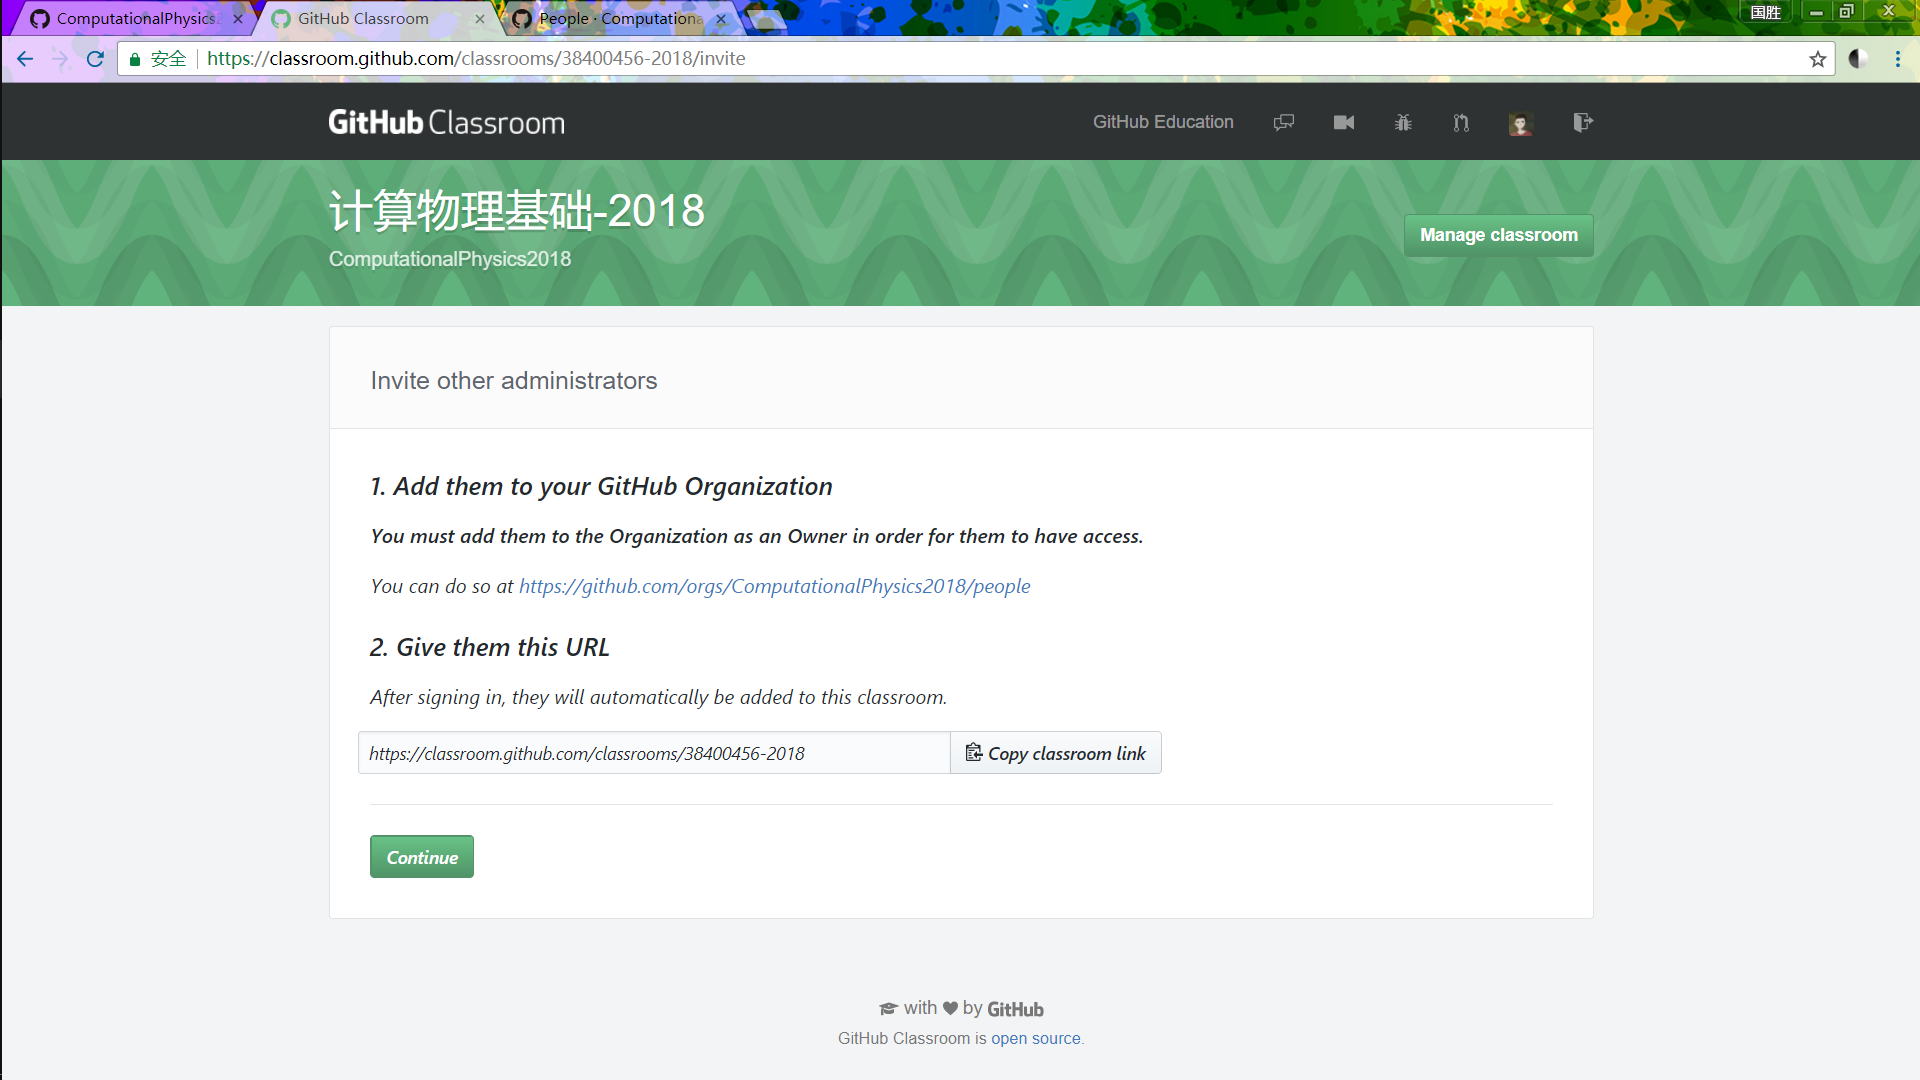 ComputationalPhysics
GitHub Classroom
People · Computationa
国胜
安全
https://classroom.github.com/classrooms/38400456-2018/invite
GitHub Classroom
GitHub Education
计算物理基础-2018
ComputationalPhysics2018
Manage classroom
Invite other administrators
1. Add them to your GitHub Organization
You must add them to the Organization as an Owner in order for them to have access.
You can do so at https://github.com/orgs/ComputationalPhysics2018/people
2. Give them this URL
After signing in, they will automatically be added to this classroom.
https://classroom.github.com/classrooms/38400456-2018
Copy classroom link
Continue
with by GitHub
GitHub Classroom is open source.